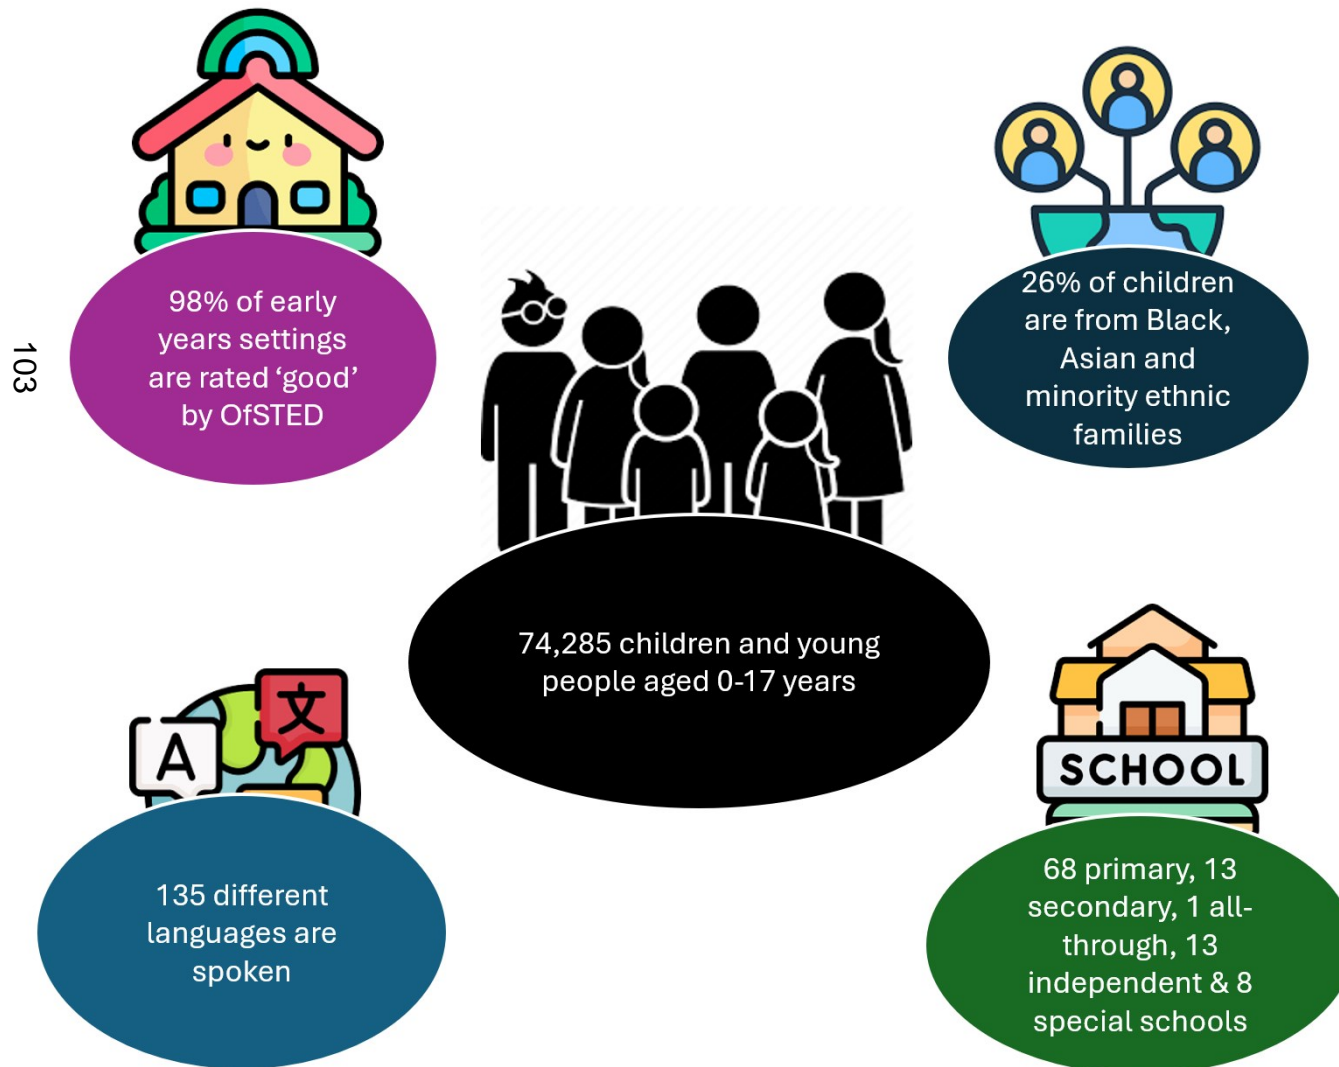 98% of early
years settings
are rated ‘good’
by OfSTED
26% of children
are from Black,
Asian and
minority ethnic
families
103
74,285 children and young
people aged 0-17 years
A
文
135 different
languages are
spoken
SCHOOL
68 primary, 13
secondary, 1 all-
through, 13
independent & 8
special schools